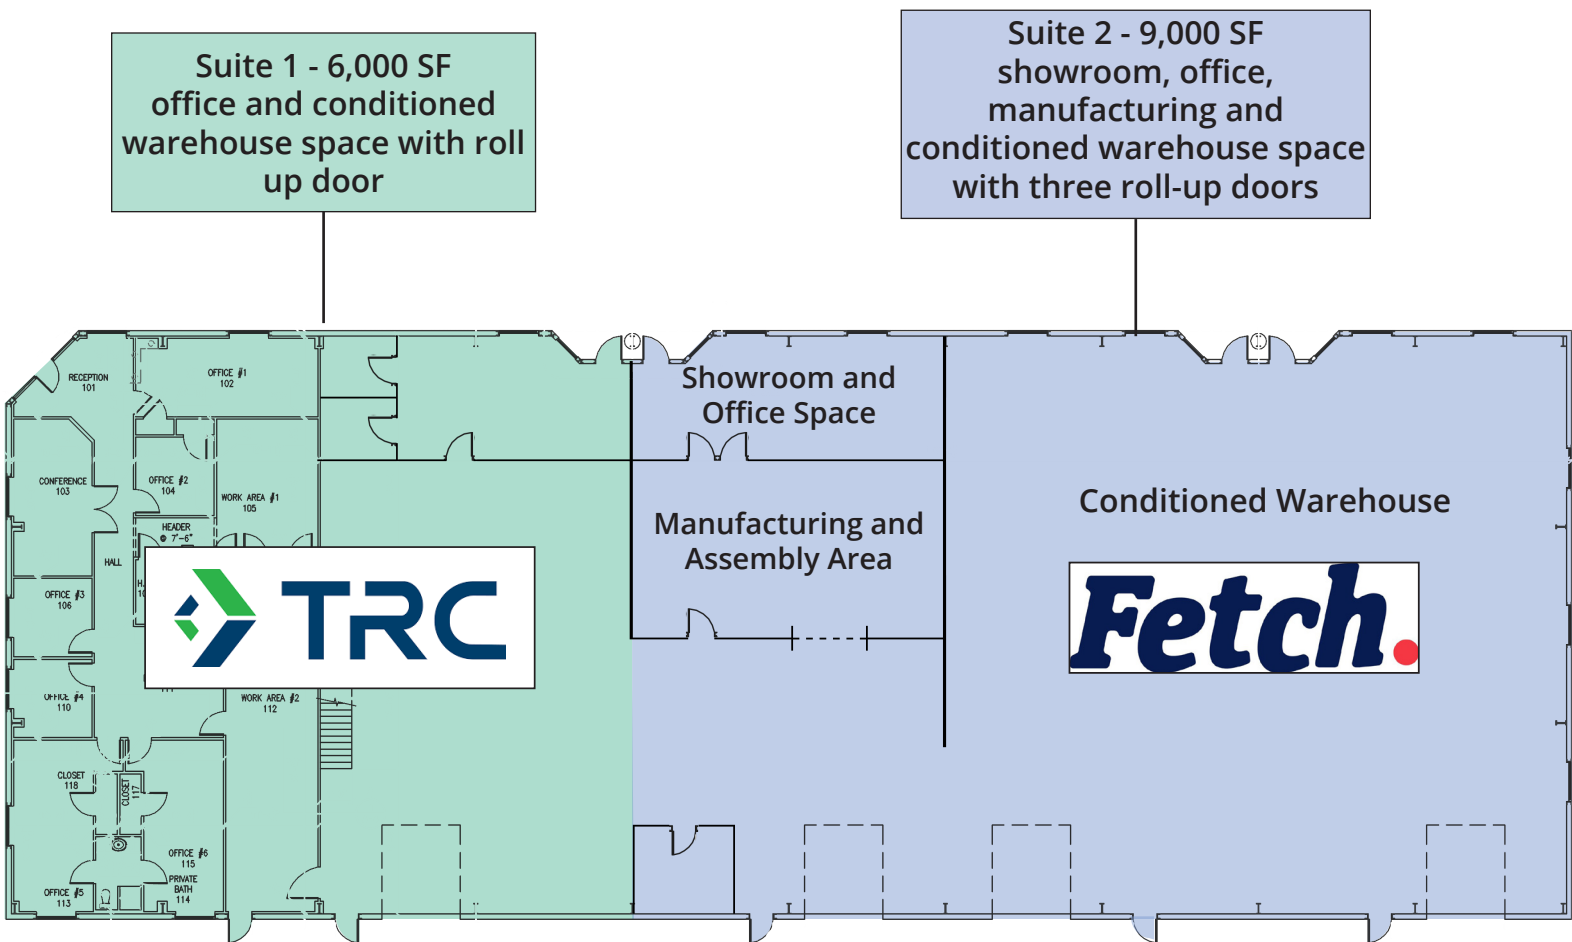 Suite 1 - 6,000 SF
office and conditioned
warehouse space with roll
up door
Suite 2 - 9,000 SF
showroom, office,
manufacturing and
conditioned warehouse space
with three roll-up doors
RECEPTION
101
OFFICE #1
102
Showroom and
Office Space
CONFERENCE
103
OFFICE #2
104
WORK AREA #1
105
HEADER
@ 7'-6"
HALL
Manufacturing and
Assembly Area
Conditioned Warehouse
OFFICE #3
106
TRC
Fetch.
OFFICE #4
110
WORK AREA #2
112
CLOSET
118
CLOSET
117
OFFICE #6
115
PRIVATE
BATH
114
OFFICE #5
113